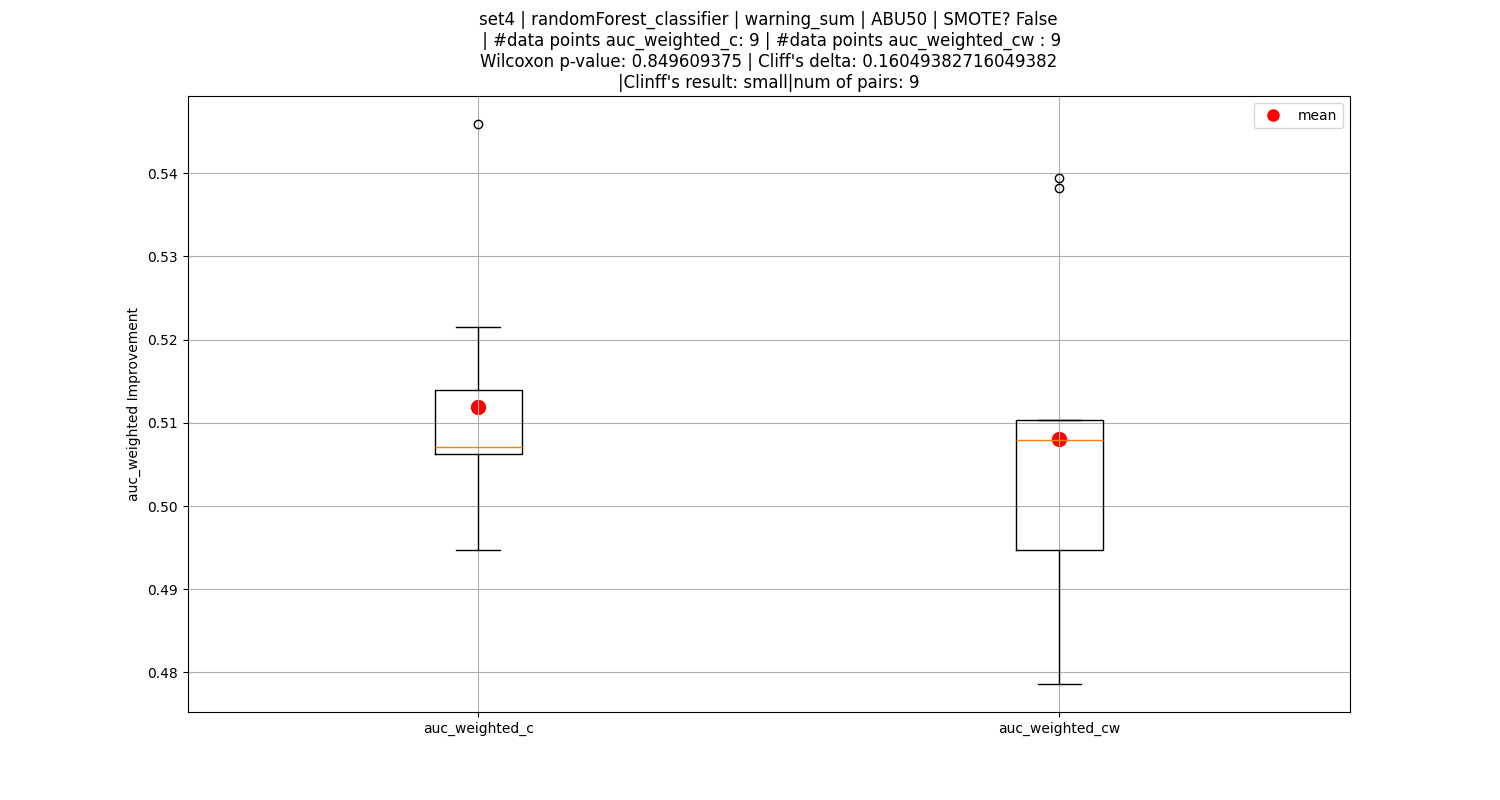 set4 | randomForest_classifier | warning_sum | ABU50 | SMOTE? False
| #data points auc_weighted_c: 9 | #data points auc_weighted_cw : 9
Wilcoxon p-value: 0.849609375 | Cliff's delta: 0.16049382716049382
|Clinff's result: small|num of pairs: 9
mean
0.54
0.53
0.52
0.51
0.50
0.49
0.48
auc_weighted Improvement
auc_weighted_c
auc_weighted_cw